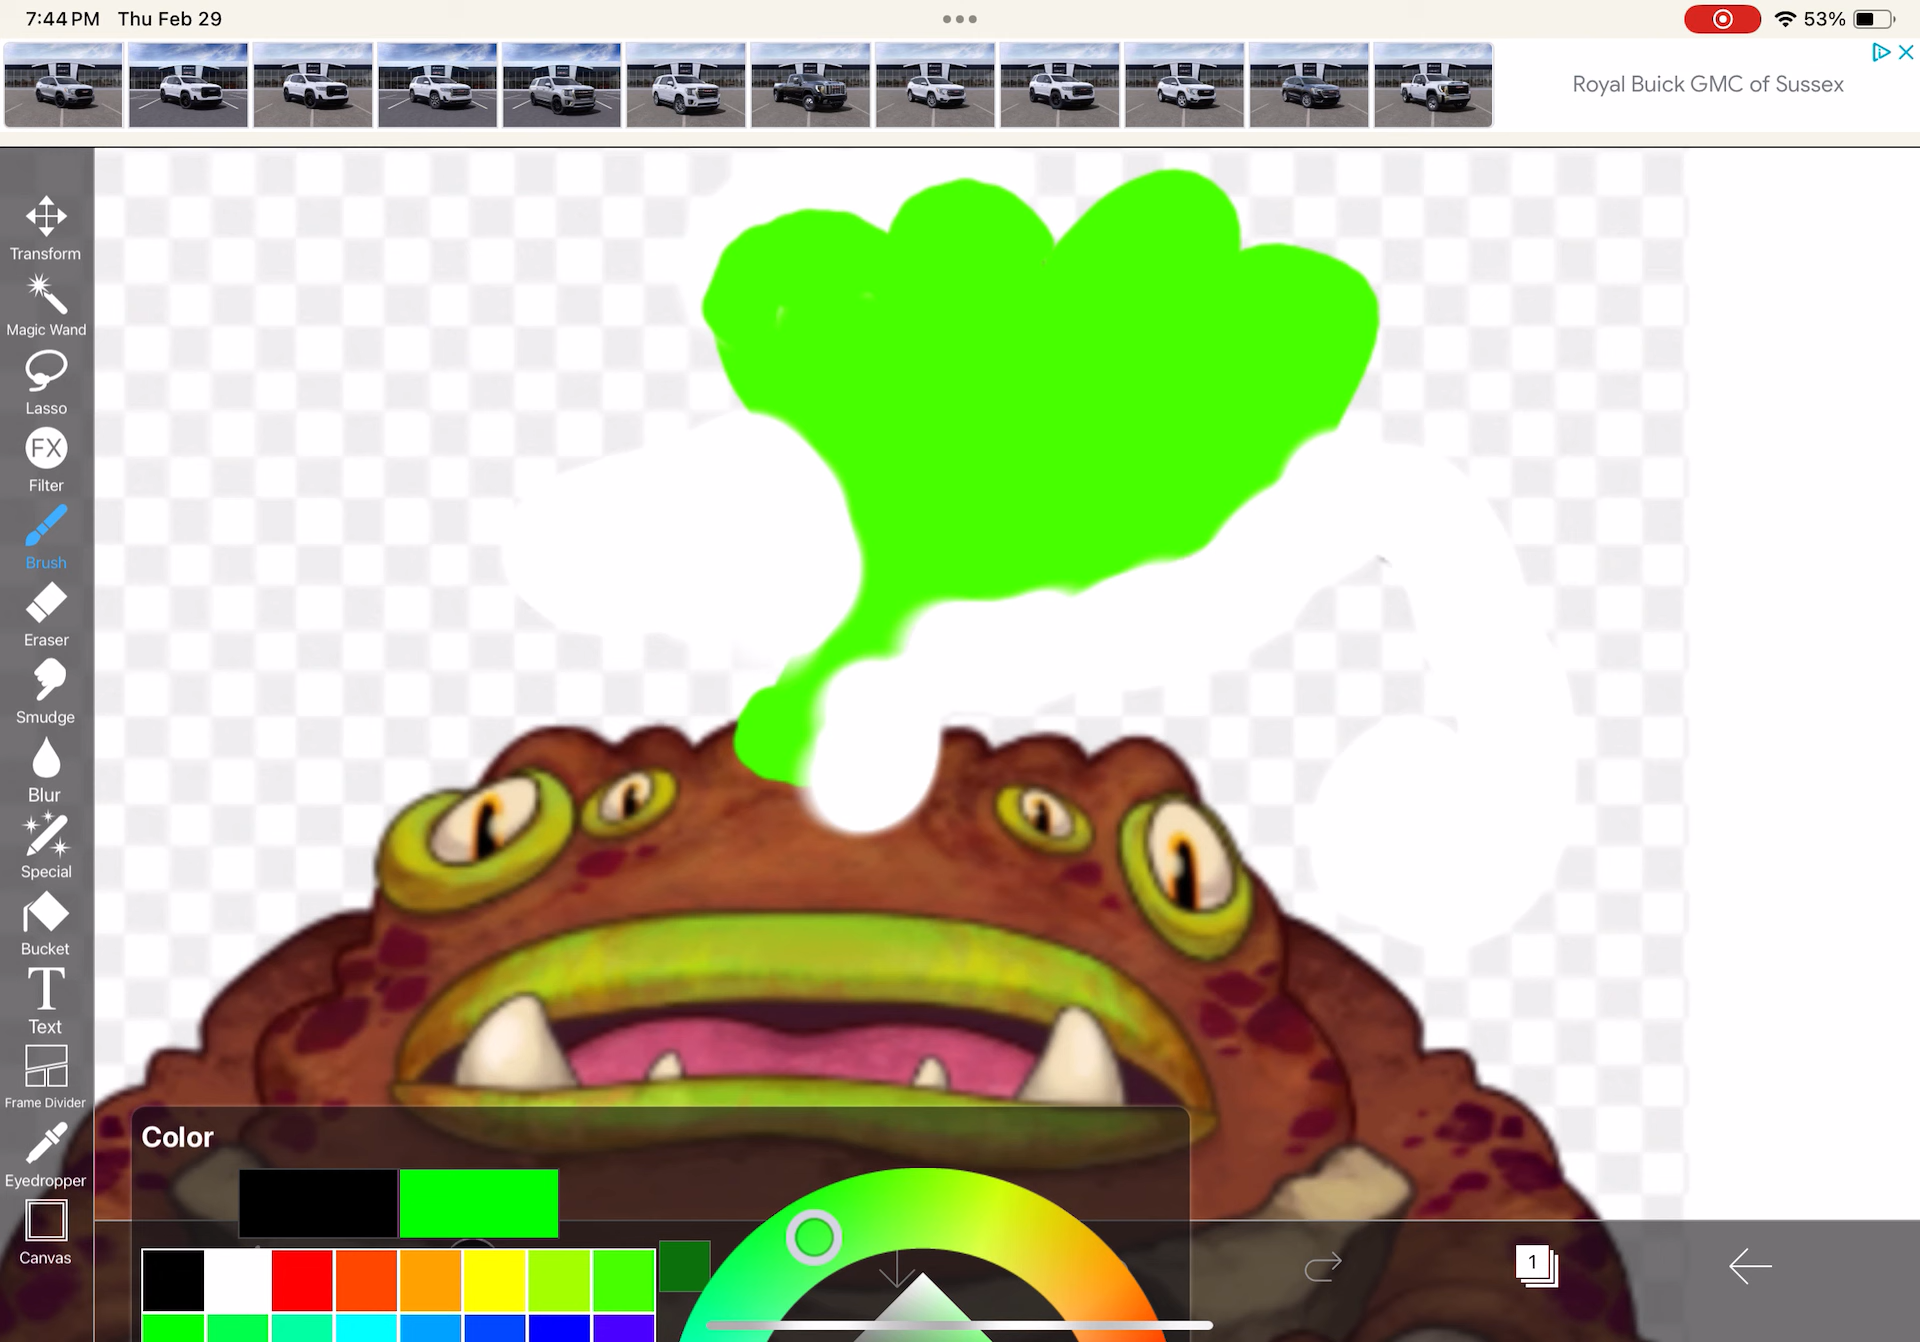 7:44 PM Thu Feb 29
53%
Royal Buick GMC of Sussex
Transform
Magic Wand
Lasso
FX
Filter
Brush
Eraser
Smudge
Blur
Special
Bucket
T
Text
Frame Divider
Eyedropper
Canvas
Color
1